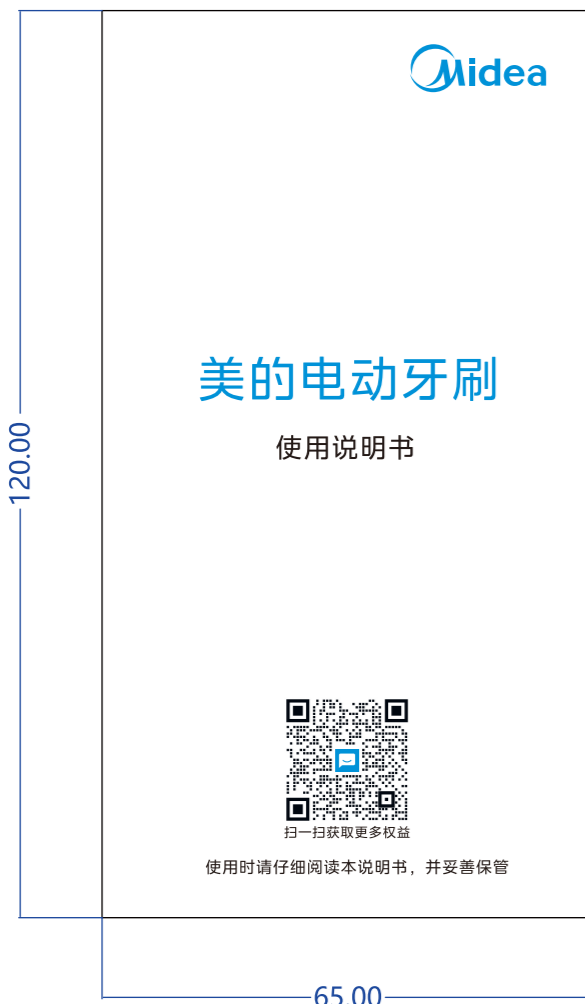 Midea
美的电动牙刷
使用说明书
120.00
扫一扫获取更多权益
使用时请仔细阅读本说明书，并妥善保管
65.00